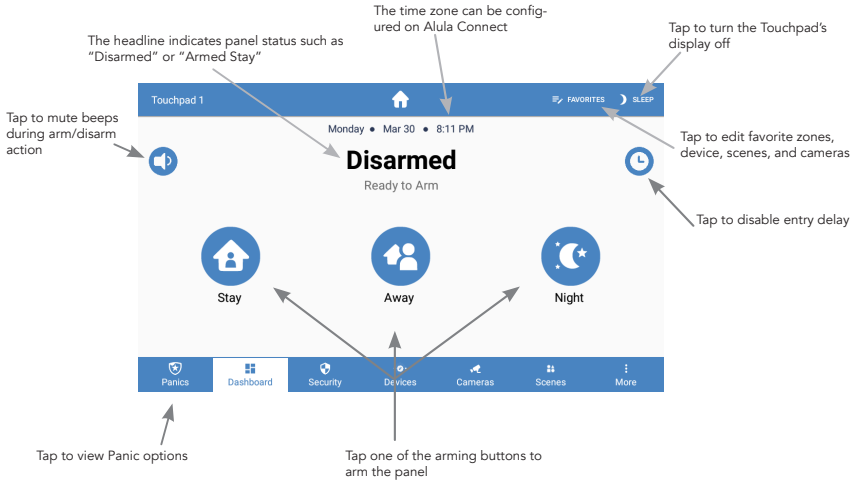 The time zone can be config-
ured on Alula Connect
The headline indicates panel status such as
“Disarmed” or “Armed Stay”
Tap to turn the Touchpad’s
display off
Touchpad 1
FAVORITES
SLEEP
Tap to mute beeps
during arm/disarm
action
Monday ● Mar 30 ● 8:11 PM
Tap to edit favorite zones,
device, scenes, and cameras
Disarmed
Ready to Arm
Tap to disable entry delay
Stay
Away
Night
Panics
Dashboard
Security
Devices
Cameras
Scenes
More
Tap to view Panic options
Tap one of the arming buttons to
arm the panel